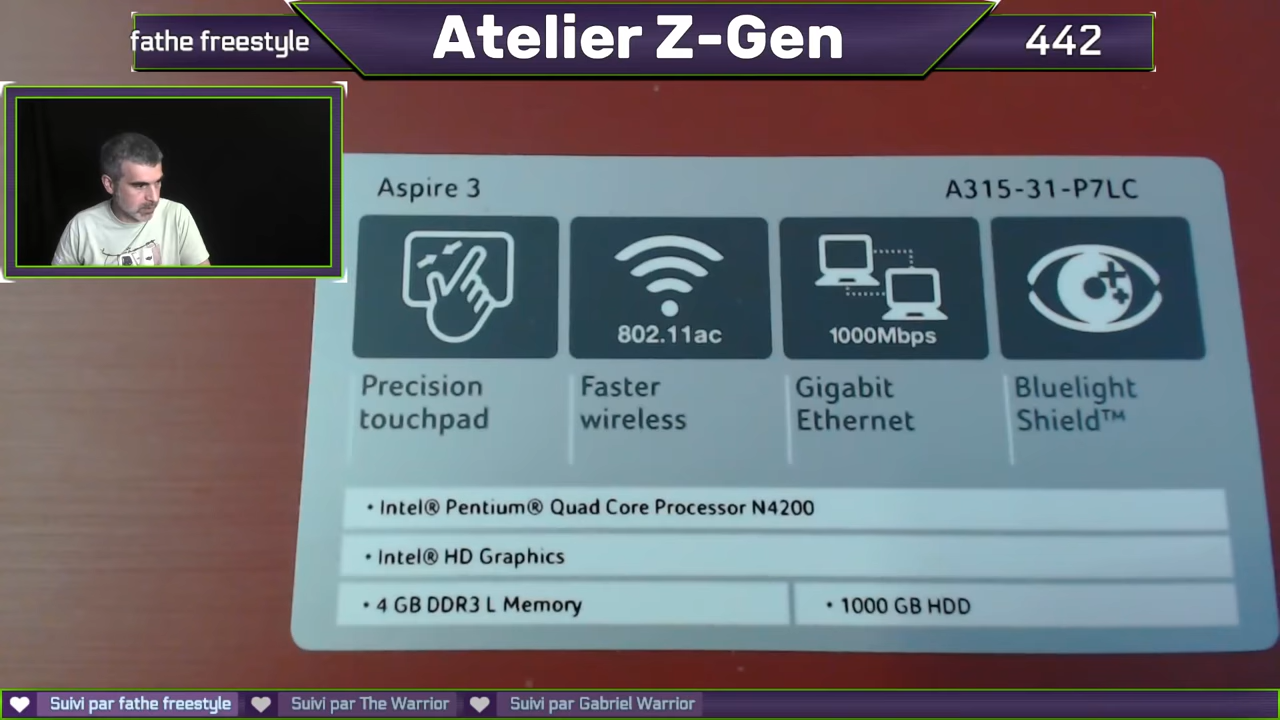 fathe freestyle
Atelier Z-Gen
442
Aspire 3
A315-31-P7LC
802.11ac
1000Mbps
Precision
touchpad
Faster
wireless
Gigabit
Ethernet
Bluelight
Shield™
• Intel® Pentium® Quad Core Processor N4200
• Intel® HD Graphics
• 4 GB DDR3 L Memory
• 1000 GB HDD
Suivi par fathe freestyle
Suivi par The Warrior
Suivi par Gabriel Warrior